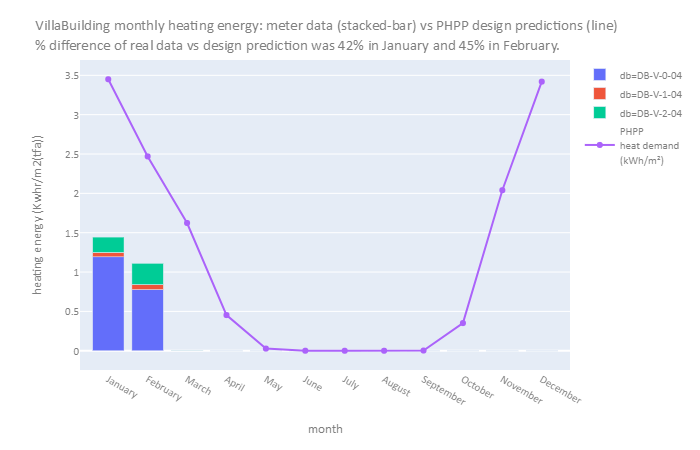 VillaBuilding monthly heating energy: meter data (stacked-bar) vs PHPP design predictions (line)
% difference of real data vs design prediction was 42% in January and 45% in February.
3.5
3
2.5
2
1.5
1
0.5
0
heating energy (Kwhr/m2(tfa))
January
February
March
April
May
June
July
August
September
October
November
December
month
db=DB-V-0-04
db=DB-V-1-04
db=DB-V-2-04
PHPP
heat demand
(kWh/m²)